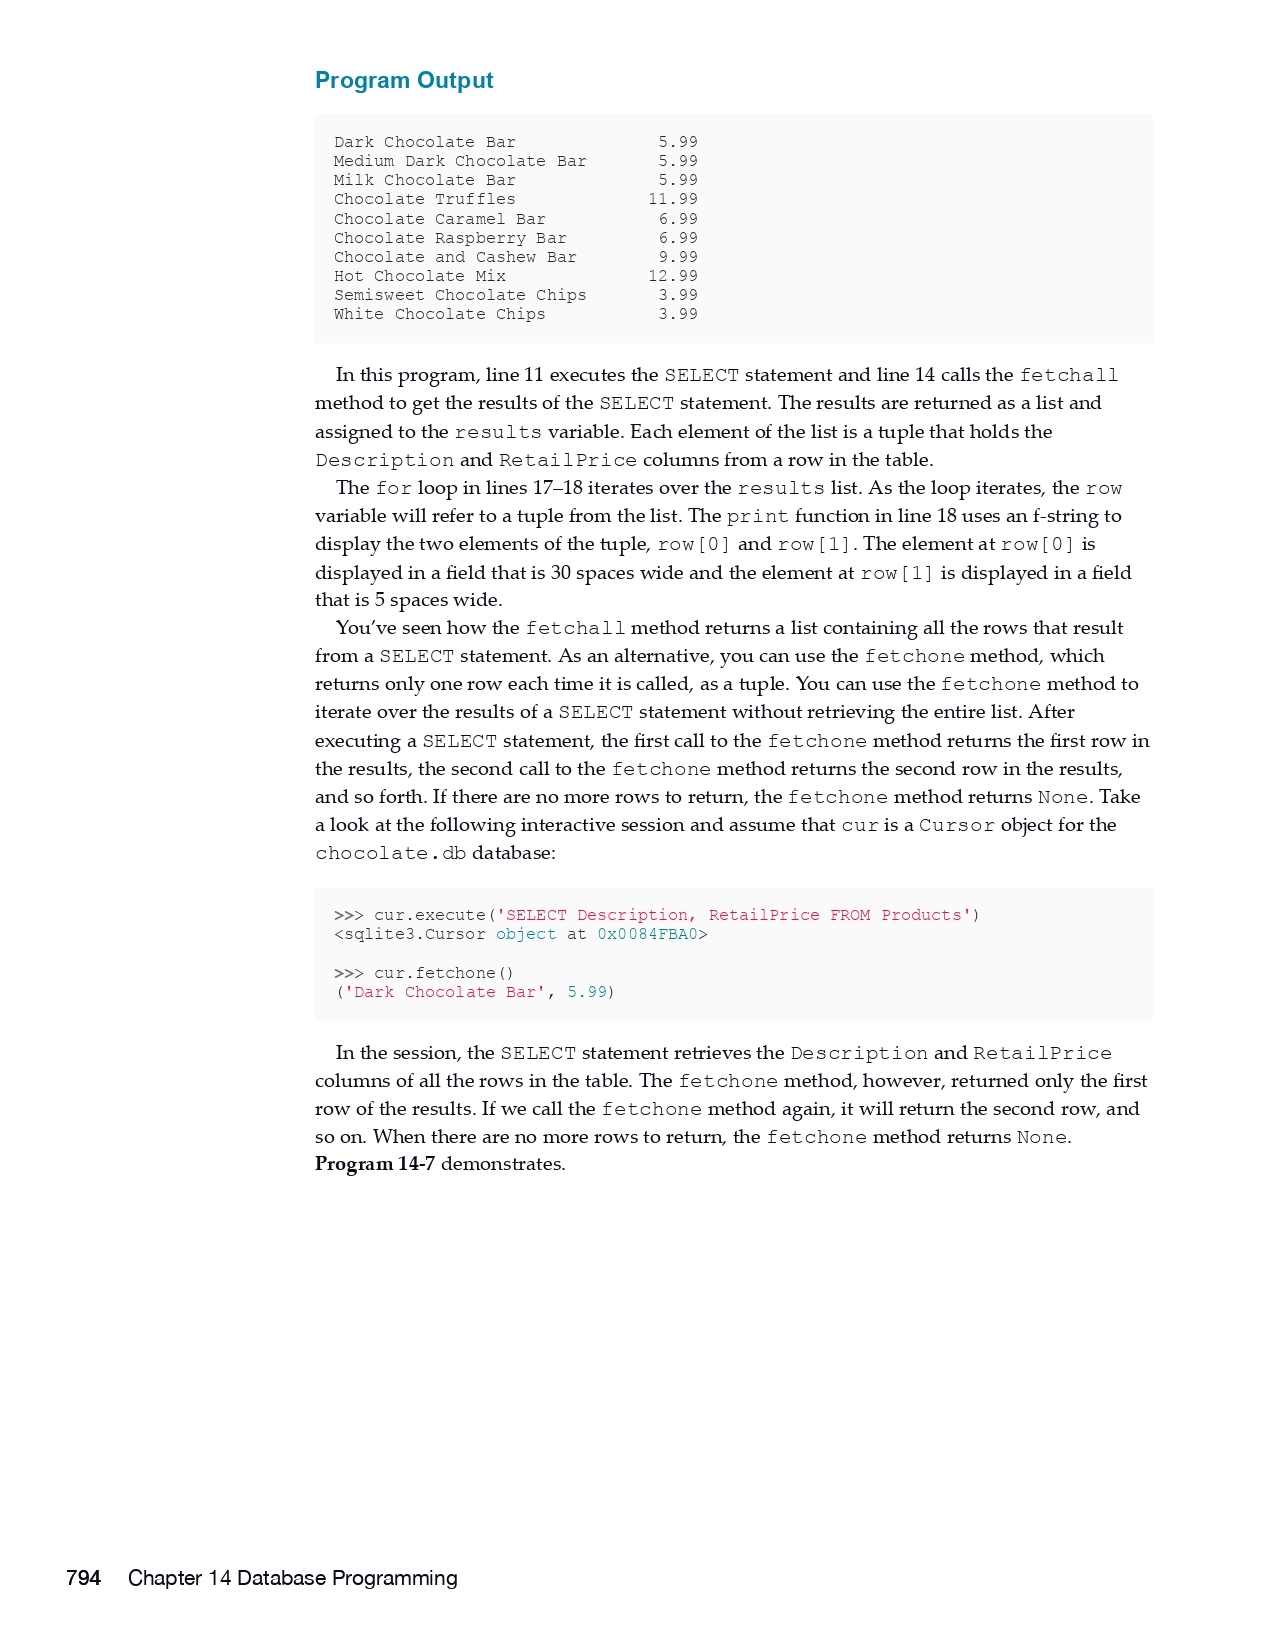 Program Output
Dark Chocolate Bar              5.99
Medium Dark Chocolate Bar       5.99
Milk Chocolate Bar              5.99
Chocolate Truffles             11.99
Chocolate Caramel Bar           6.99
Chocolate Raspberry Bar         6.99
Chocolate and Cashew Bar        9.99
Hot Chocolate Mix              12.99
Semisweet Chocolate Chips       3.99
White Chocolate Chips           3.99
In this program, line 11 executes the SELECT statement and line 14 calls the fetchall
method to get the results of the SELECT statement. The results are returned as a list and
assigned to the results variable. Each element of the list is a tuple that holds the
Description and RetailPrice columns from a row in the table.
The for loop in lines 17–18 iterates over the results list. As the loop iterates, the row
variable will refer to a tuple from the list. The print function in line 18 uses an f-string to
display the two elements of the tuple, row[0] and row[1]. The element at row[0] is
displayed in a field that is 30 spaces wide and the element at row[1] is displayed in a field
that is 5 spaces wide.
You’ve seen how the fetchall method returns a list containing all the rows that result
from a SELECT statement. As an alternative, you can use the fetchone method, which
returns only one row each time it is called, as a tuple. You can use the fetchone method to
iterate over the results of a SELECT statement without retrieving the entire list. After
executing a SELECT statement, the first call to the fetchone method returns the first row in
the results, the second call to the fetchone method returns the second row in the results,
and so forth. If there are no more rows to return, the fetchone method returns None. Take
a look at the following interactive session and assume that cur is a Cursor object for the
chocolate.db database:
>>> cur.execute('SELECT Description, RetailPrice FROM Products')
<sqlite3.Cursor object at 0x0084FBA0>
>>> cur.fetchone()
('Dark Chocolate Bar', 5.99)
In the session, the SELECT statement retrieves the Description and RetailPrice
columns of all the rows in the table. The fetchone method, however, returned only the first
row of the results. If we call the fetchone method again, it will return the second row, and
so on. When there are no more rows to return, the fetchone method returns None.
Program 14-7 demonstrates.
794 Chapter 14 Database Programming